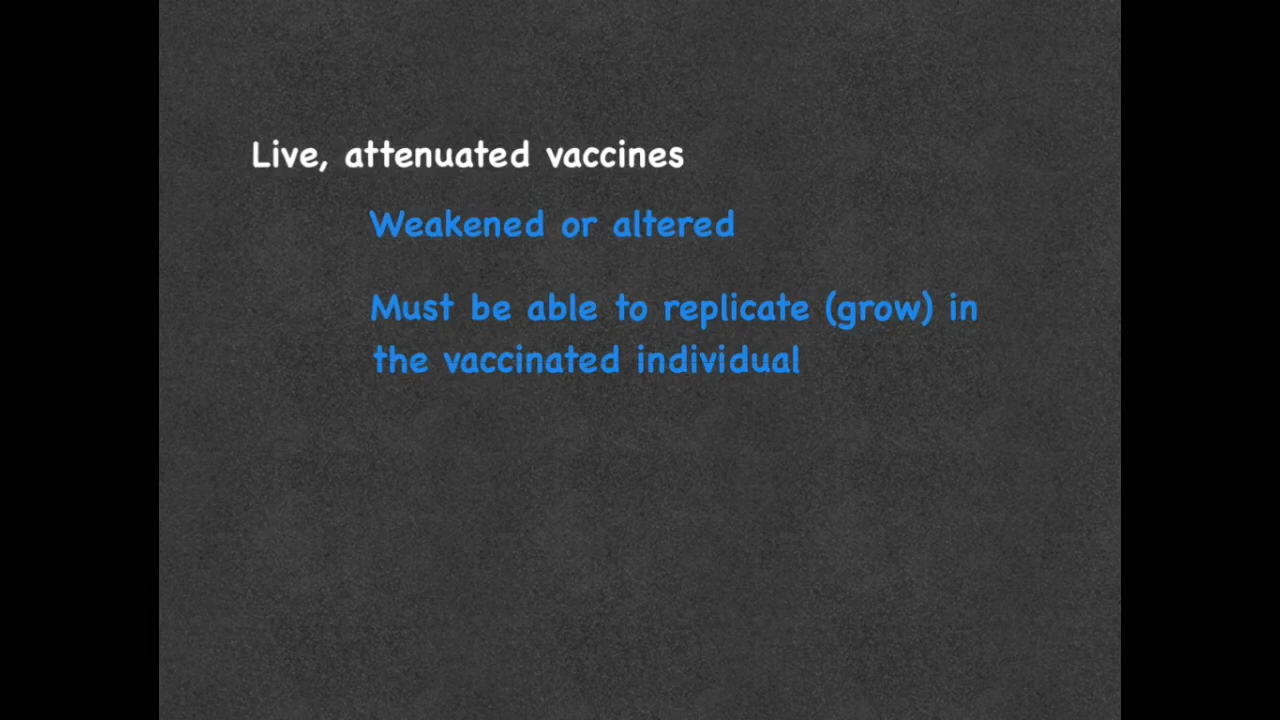 Live, attenuated vaccines
Weakened or altered
Must be able to replicate (grow) in
the vaccinated individual